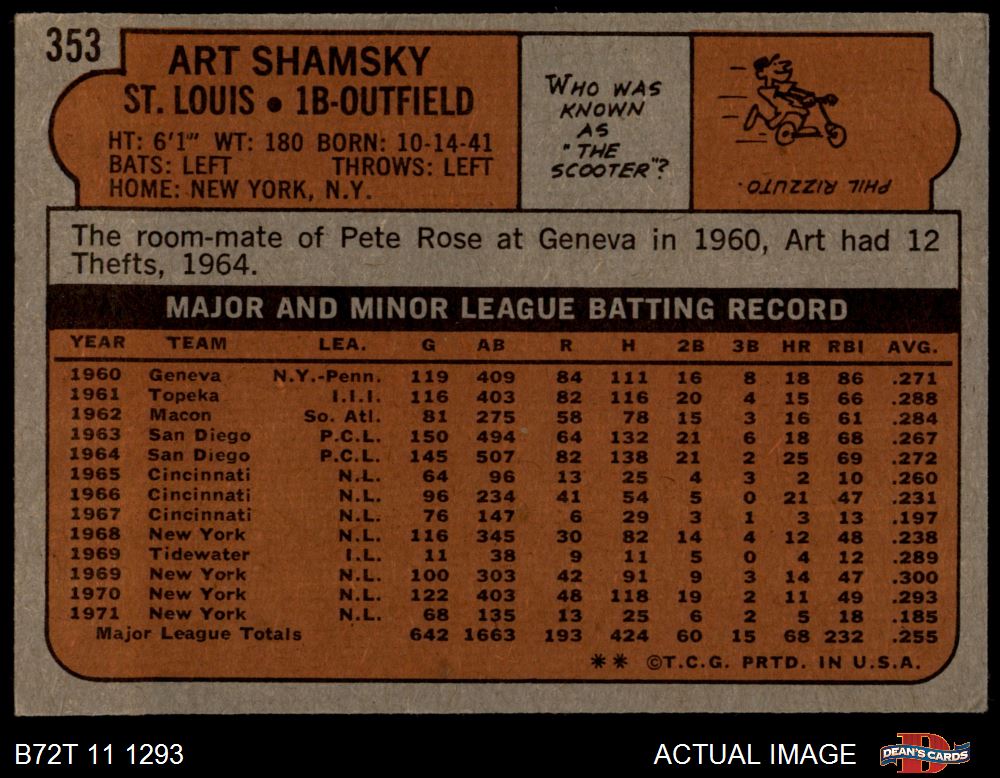 353
ART SHAMSKY
ST. LOUIS • 1B-OUTFIELD
HT: 6'1" WT: 180 BORN: 10-14-41
BATS: LEFT THROWS: LEFT
HOME: NEW YORK, N.Y.
WHO WAS
KNOWN
AS
"THE
SCOOTER"?
PHIL RIZZUTO.
The room-mate of Pete Rose at Geneva in 1960, Art had 12
Thefts, 1964.
MAJOR AND MINOR LEAGUE BATTING RECORD
YEAR TEAM LEA. G AB R H 2B 3B HR RBI AVG.
1960 Geneva N.Y.-Penn. 119 409 84 111 16 8 18 86 .271
1961 Topeka I.I.I. 116 403 82 116 20 4 15 66 .288
1962 Macon So. Atl. 81 275 58 78 15 3 16 61 .284
1963 San Diego P.C.L. 150 494 64 132 21 6 18 68 .267
1964 San Diego P.C.L. 145 507 82 138 21 2 25 69 .272
1965 Cincinnati N.L. 64 96 13 25 4 3 2 10 .260
1966 Cincinnati N.L. 96 234 41 54 5 0 21 47 .231
1967 Cincinnati N.L. 76 147 6 29 3 1 3 13 .197
1968 New York N.L. 116 345 30 82 14 4 12 48 .238
1969 Tidewater I.L. 11 38 9 11 5 0 4 12 .289
1969 New York N.L. 100 303 42 91 9 3 14 47 .300
1970 New York N.L. 122 403 48 118 19 2 11 49 .293
1971 New York N.L. 68 135 13 25 6 2 5 18 .185
Major League Totals 642 1663 193 424 60 15 68 232 .255
** ©T.C.G. PRTD. IN U.S.A.
B72T 11 1293 ACTUAL IMAGE DEAN'S CARDS